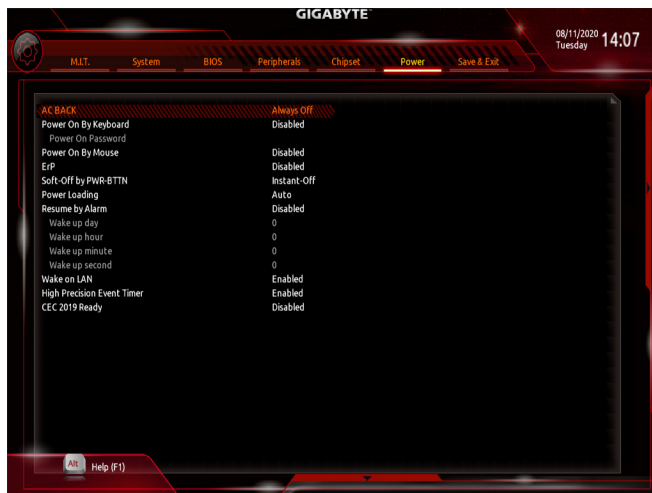 GIGABYTE™
08/11/2020 Tuesday 14:07
M.I.T. System BIOS Peripherals Chipset Power Save & Exit
AC BACK Always Off
Power On By Keyboard Disabled
Power On Password
Power On By Mouse Disabled
ErP Disabled
Soft-Off by PWR-BTTN Instant-Off
Power Loading Auto
Resume by Alarm Disabled
Wake up day 0
Wake up hour 0
Wake up minute 0
Wake up second 0
Wake on LAN Enabled
High Precision Event Timer Enabled
CEC 2019 Ready Disabled
Alt Help (F1)